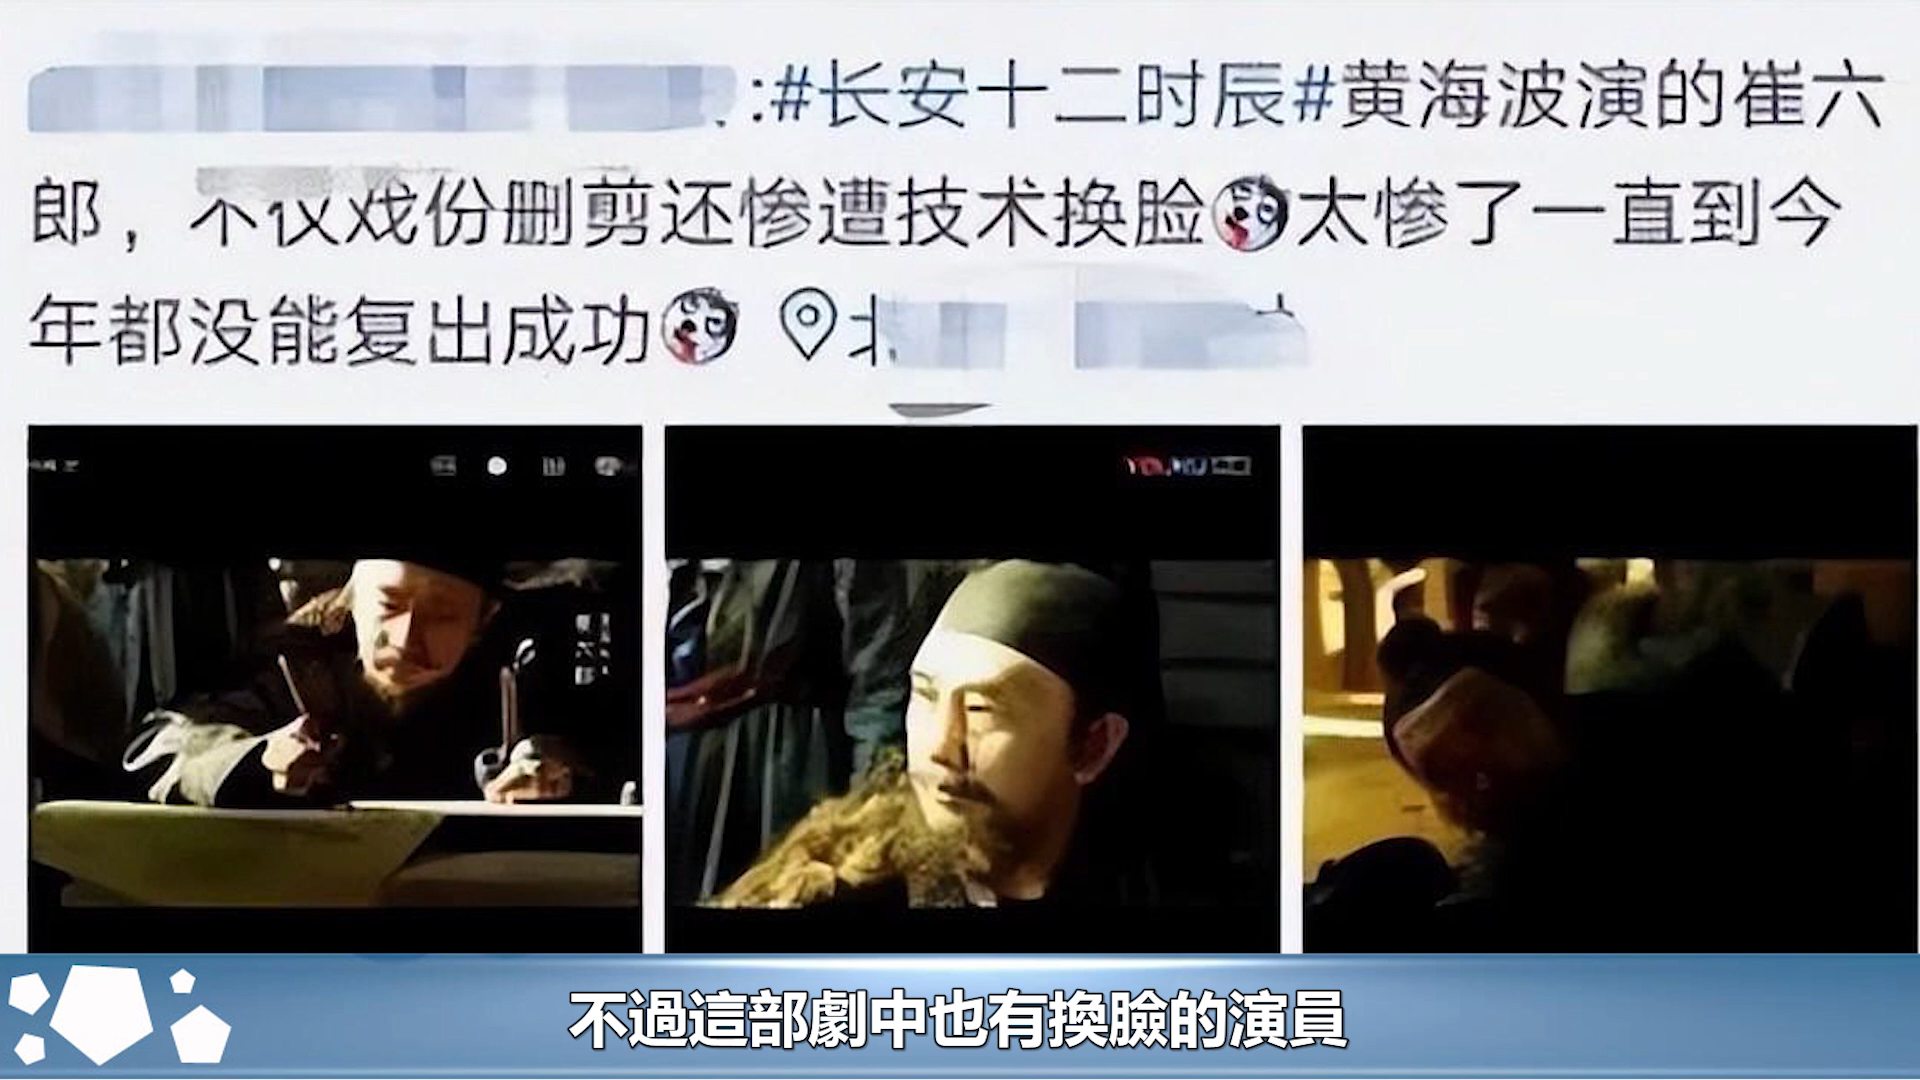 :#长安十二时辰#黄海波演的崔六
郎，不仅戏份删剪还惨遭技术换脸太惨了一直到今
年都没能复出成功
不過這部劇中也有換臉的演員